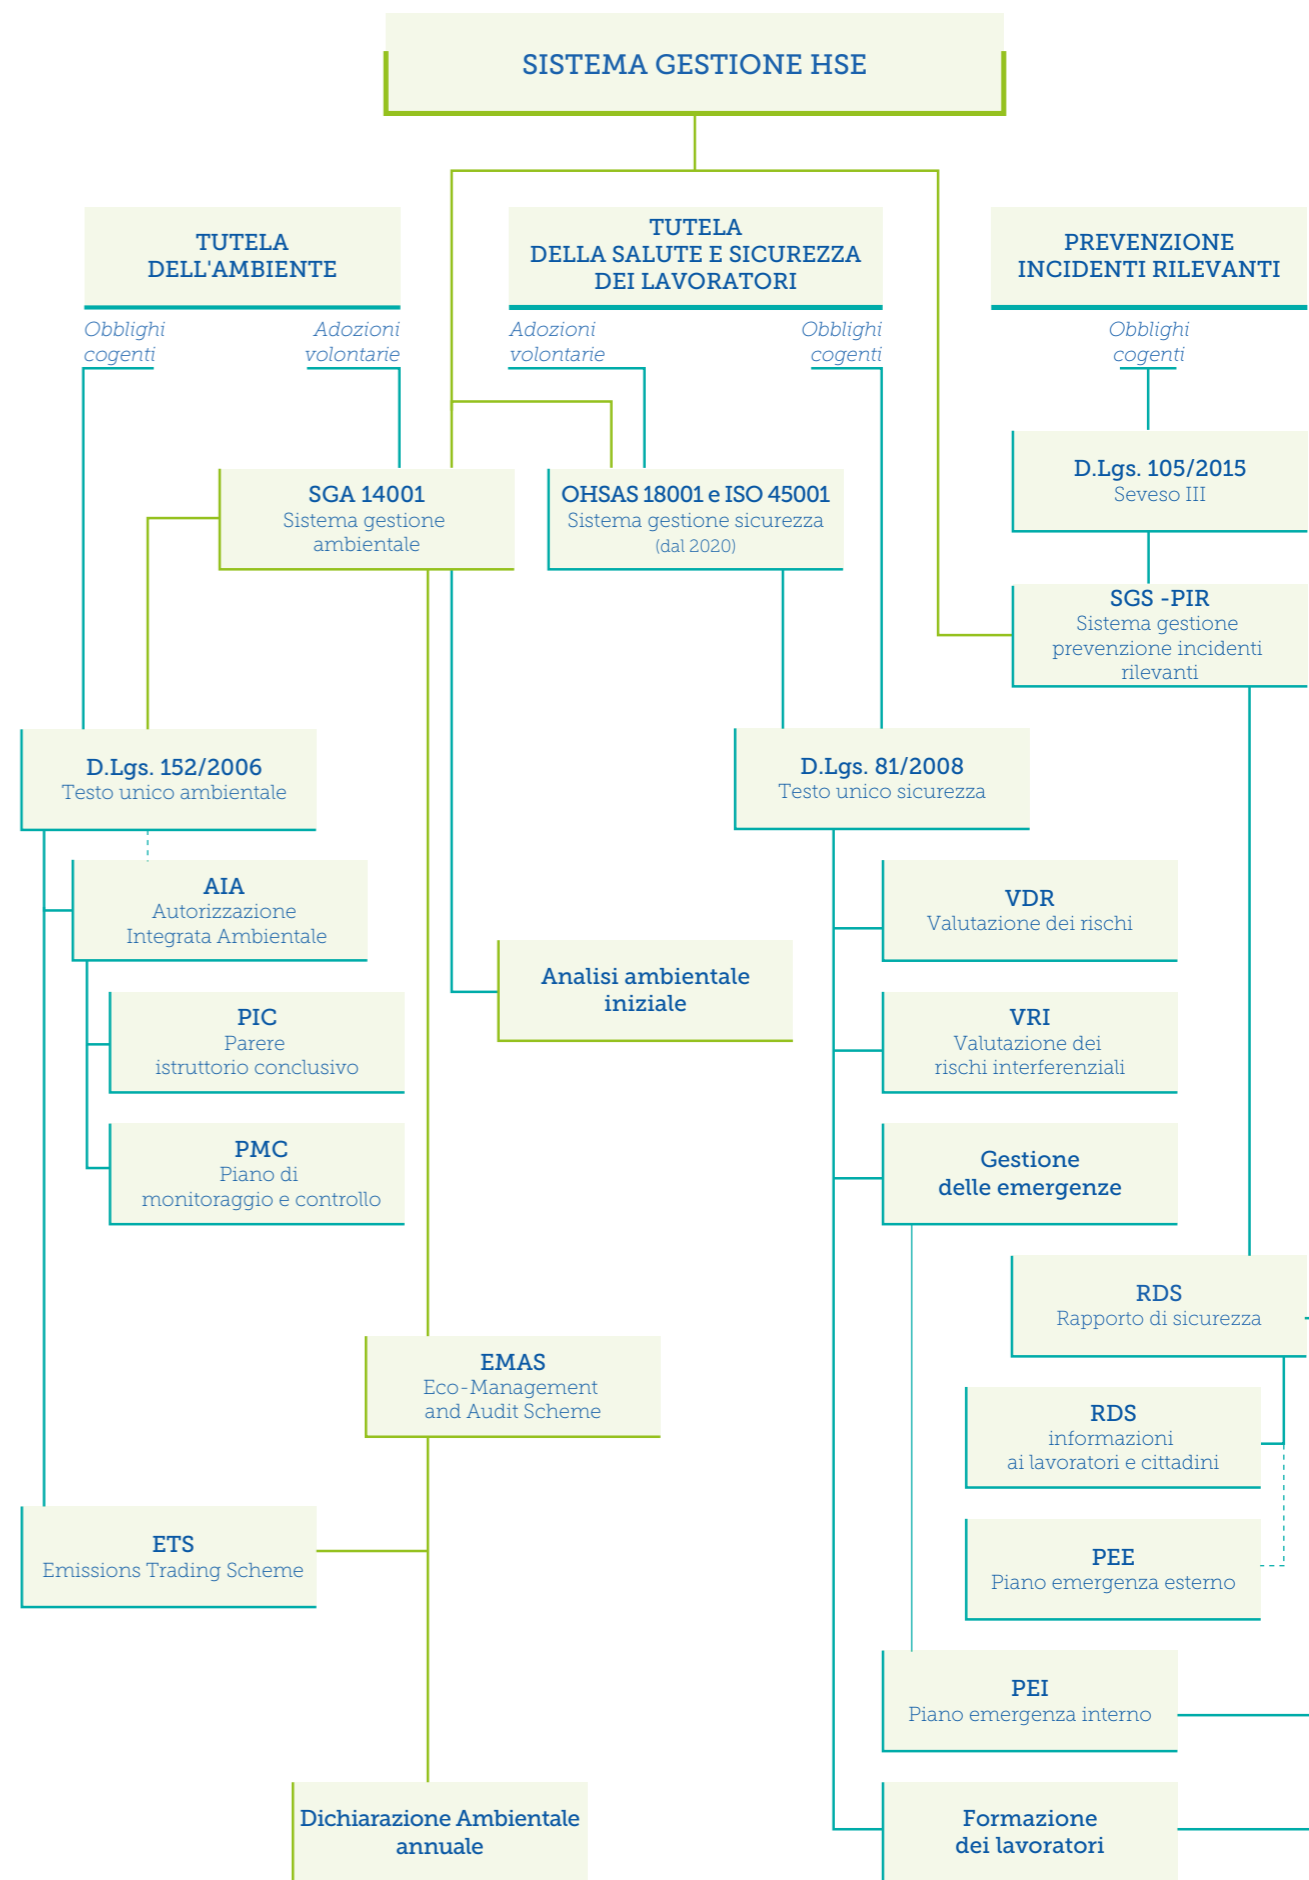 SISTEMA GESTIONE HSE
TUTELA
DELL'AMBIENTE
Obblighi
cogenti
Adozioni
volontarie
TUTELA
DELLA SALUTE E SICUREZZA
DEI LAVORATORI
Adozioni
volontarie
Obblighi
cogenti
PREVENZIONE
INCIDENTI RILEVANTI
Obblighi
cogenti
SGA 14001
Sistema gestione
ambientale
OHSAS 18001 e ISO 45001
Sistema gestione sicurezza
(dal 2020)
D.Lgs. 105/2015
Seveso III
SGS -PIR
Sistema gestione
prevenzione incidenti
rilevanti
D.Lgs. 152/2006
Testo unico ambientale
D.Lgs. 81/2008
Testo unico sicurezza
AIA
Autorizzazione
Integrata Ambientale
VDR
Valutazione dei rischi
Analisi ambientale
iniziale
PIC
Parere
istruttorio conclusivo
VRI
Valutazione dei
rischi interferenziali
PMC
Piano di
monitoraggio e controllo
Gestione
delle emergenze
RDS
Rapporto di sicurezza
EMAS
Eco-Management
and Audit Scheme
RDS
informazioni
ai lavoratori e cittadini
ETS
Emissions Trading Scheme
PEE
Piano emergenza esterno
PEI
Piano emergenza interno
Dichiarazione Ambientale
annuale
Formazione
dei lavoratori